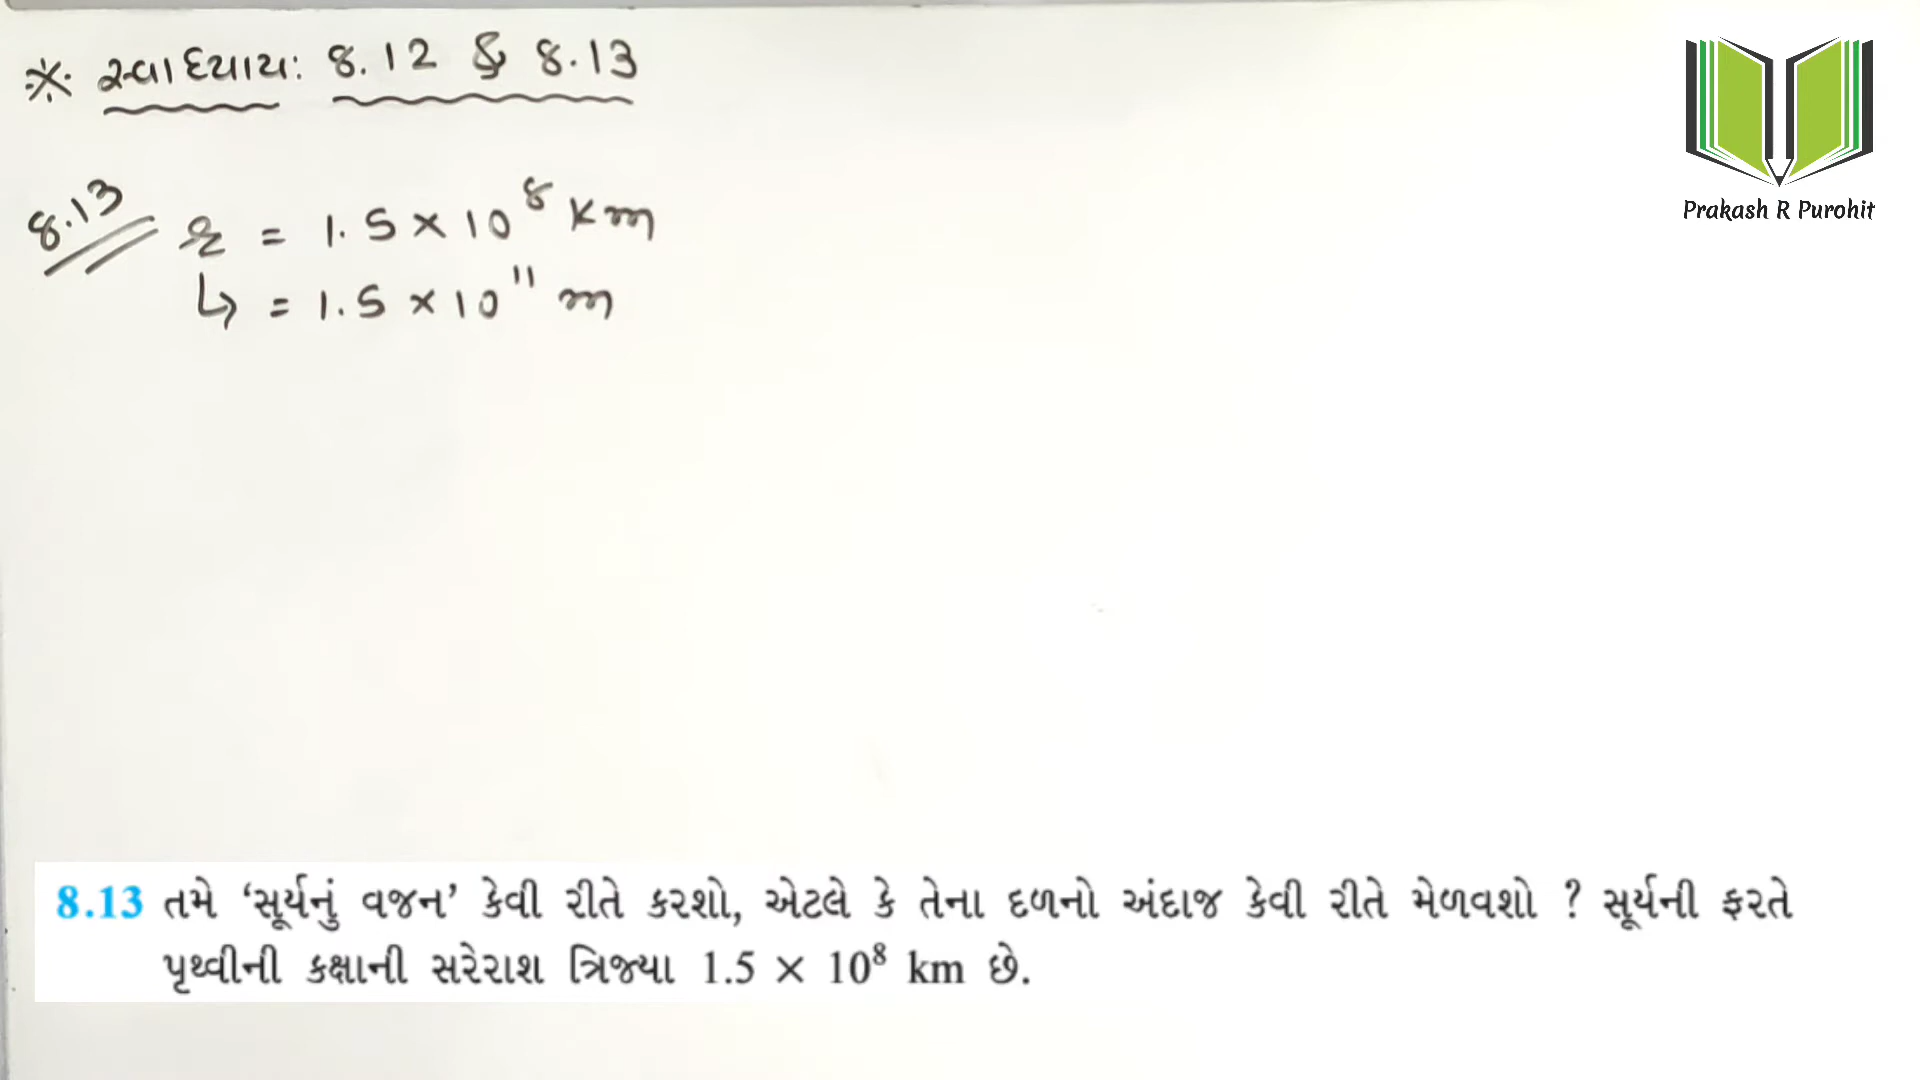 ※ સ્વાધ્યાય: 8.12 & 8.13
Prakash R Purohit
8.13 r = 1.5 × 10⁸ km
↳ = 1.5 × 10¹¹ m
8.13 તમે ‘સૂર્યનું વજન’ કેવી રીતે કરશો, એટલે કે તેના દળનો અંદાજ કેવી રીતે મેળવશો ? સૂર્યની ફરતે
પૃથ્વીની કક્ષાની સરેરાશ ત્રિજ્યા 1.5 × 10⁸ km છે.